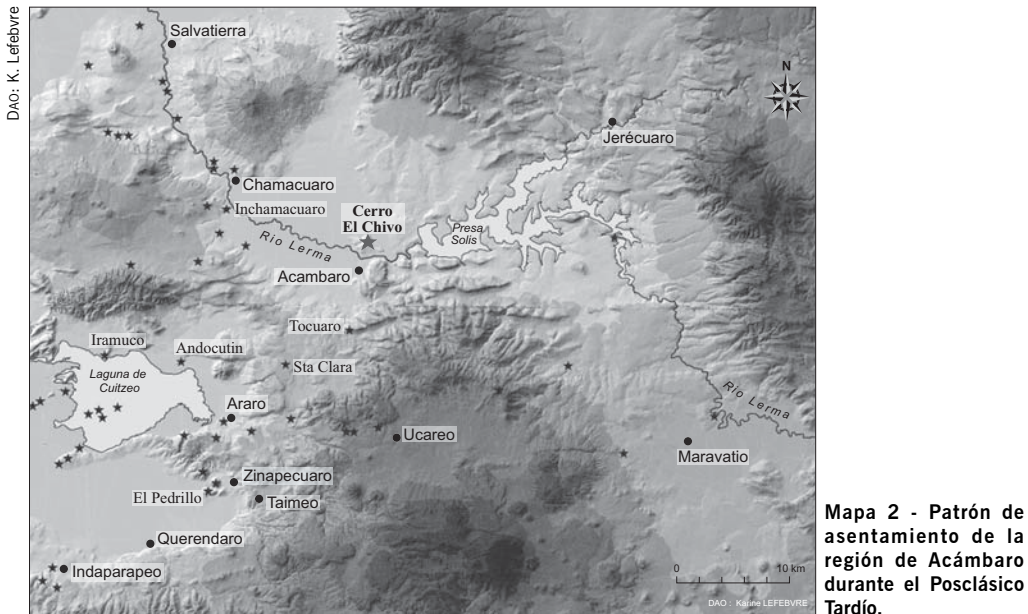 DAO: K. Lefebvre
Salvatierra
N
Jerécuaro
Chamacuaro
Inchamacuaro
Cerro
El Chivo
Presa
Solis
Rio Lerma
Acambaro
Tocuaro
Iramuco
Andocutin
Sta Clara
Laguna de
Cuitzeo
Rio Lerma
Araro
Ucareo
Maravatio
Zinapecuaro
El Pedrillo
Taimeo
Querendaro
Indaparapeo
0 10 km
DAO : Karine LEFEBVRE
Mapa 2 - Patrón de
asentamiento de la
región de Acámbaro
durante el Posclásico
Tardío.